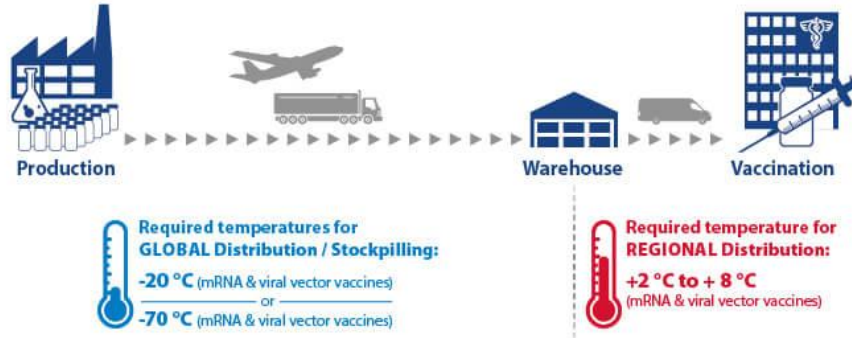 Production
Warehouse
Vaccination
Required temperatures for
GLOBAL Distribution / Stockpilling:
-20 °C (mRNA & viral vector vaccines)
or
-70 °C (mRNA & viral vector vaccines)
Required temperature for
REGIONAL Distribution:
+2 °C to + 8 °C
(mRNA & viral vector vaccines)